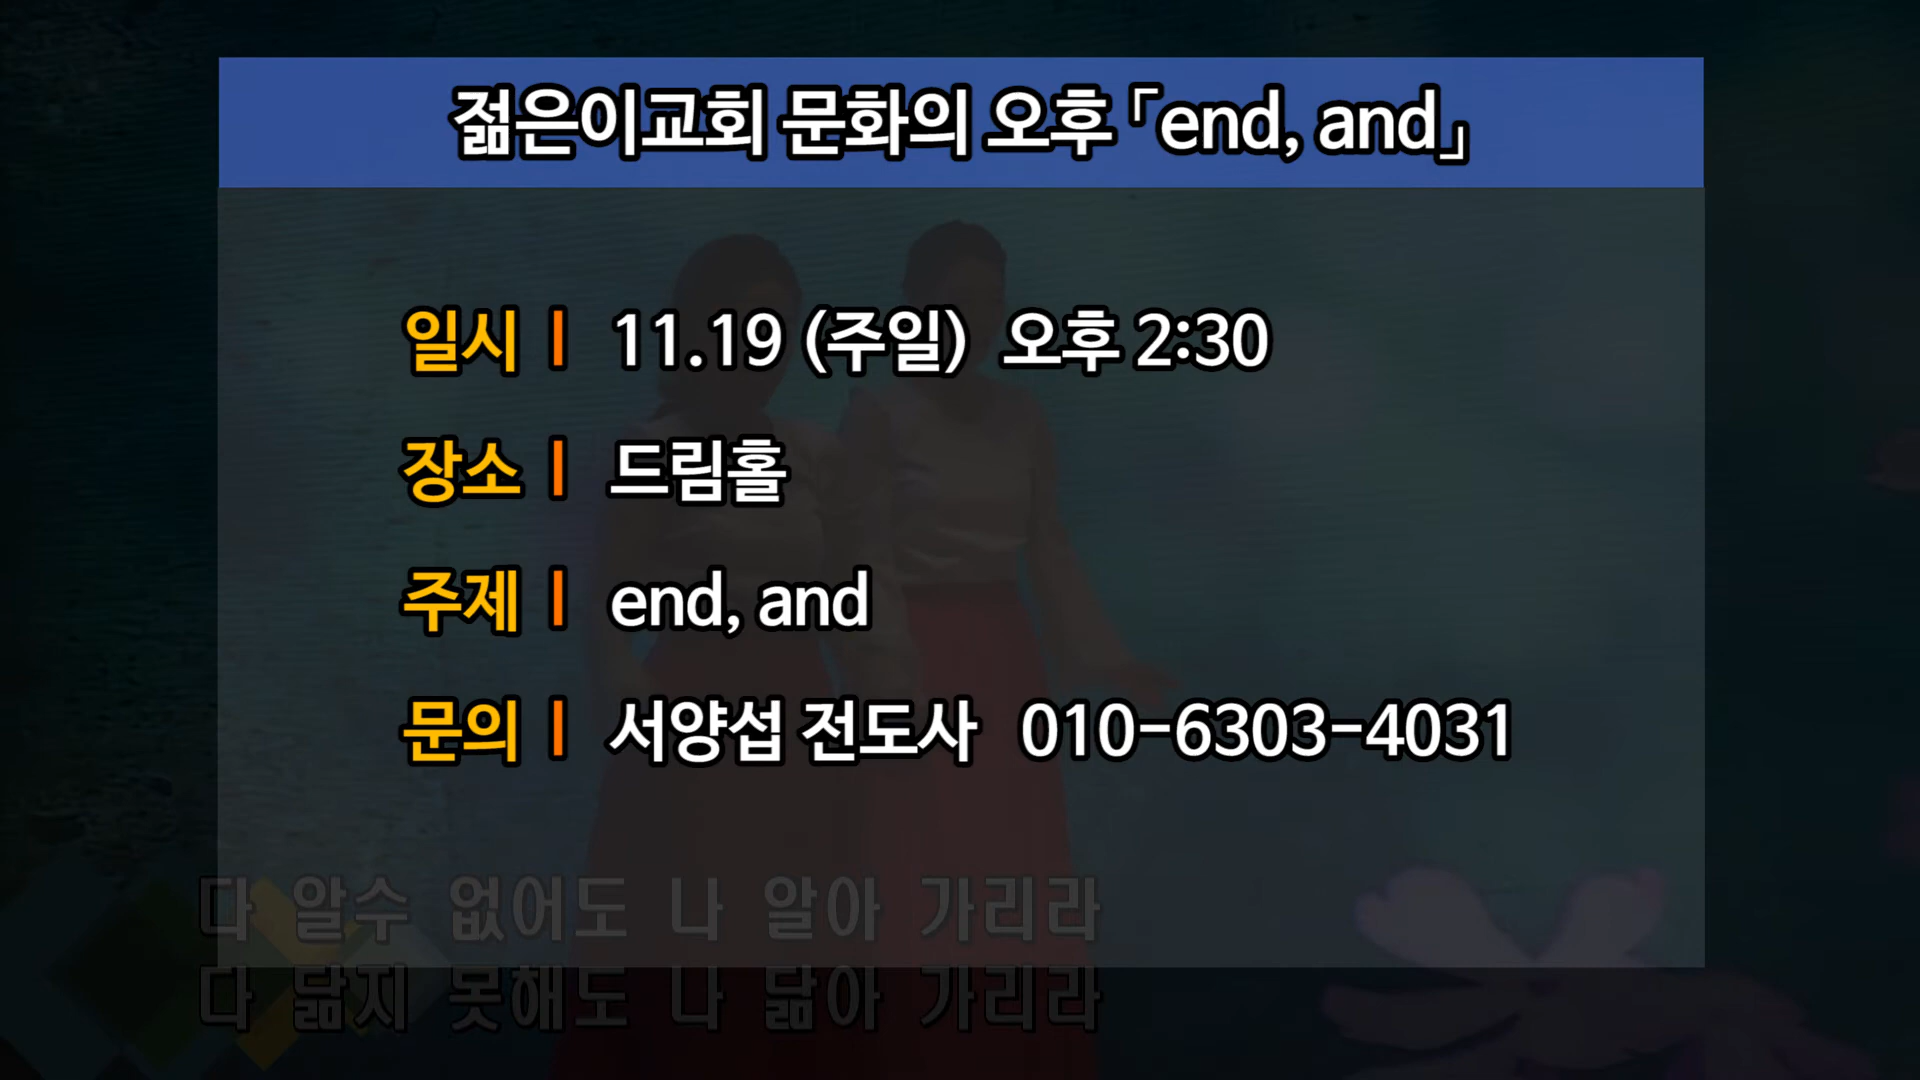 젊은이교회 문화의 오후 「end, and」
일시 | 11.19 (주일) 오후 2:30
장소 | 드림홀
주제 | end, and
문의 | 서양섭 전도사 010-6303-4031
다 알수 없어도 나 알아 가리라
다 닮지 못해도 나 닮아 가리라